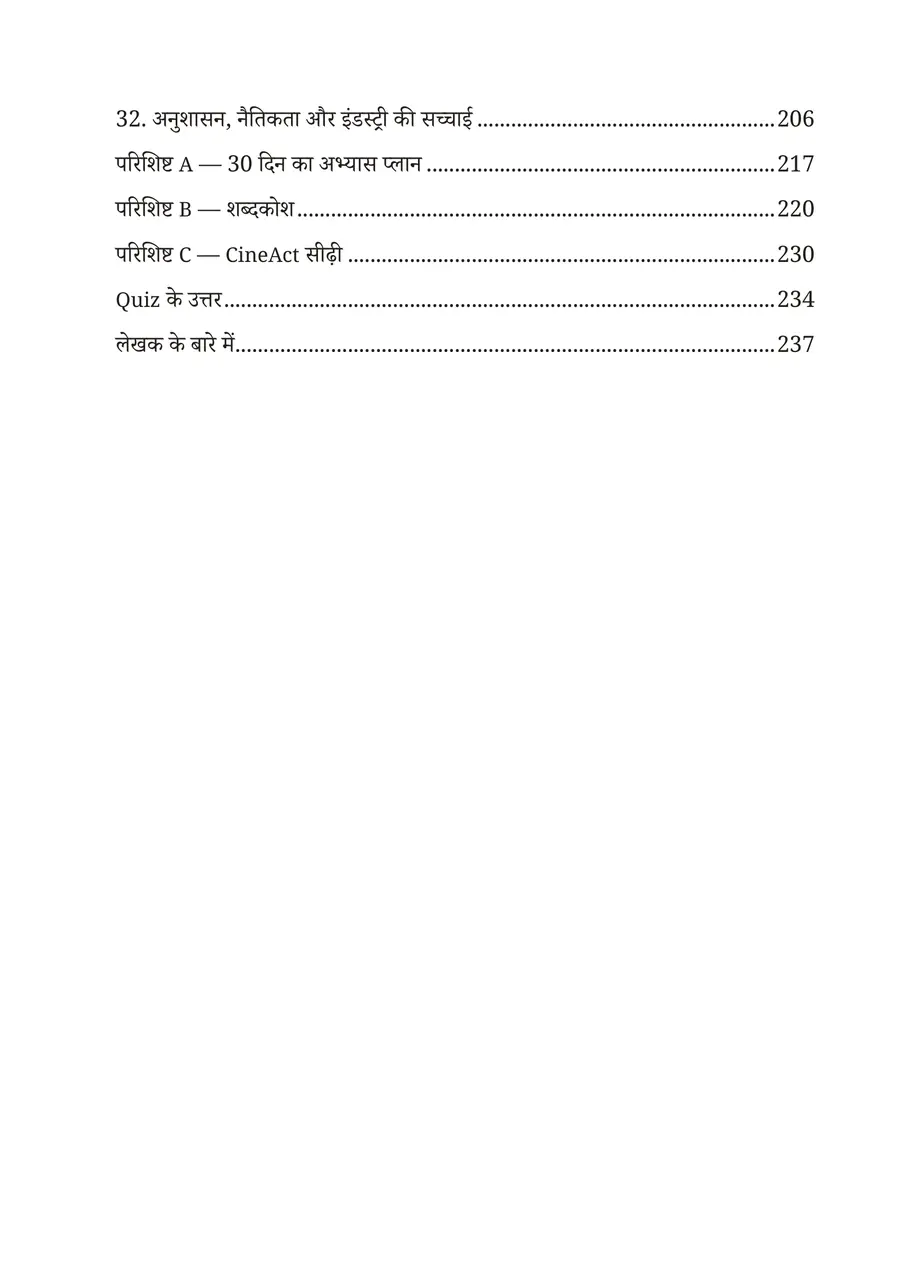 32. अनुशासन, नैतिकता और इंडस्ट्री की सच्चाई .....................................................206
परिशिष्ट A — 30 दिन का अभ्यास प्लान ..............................................................217
परिशिष्ट B — शब्दकोश.....................................................................................220
परिशिष्ट C — CineAct सीढ़ी ............................................................................230
Quiz के उत्तर..................................................................................................234
लेखक के बारे में................................................................................................237